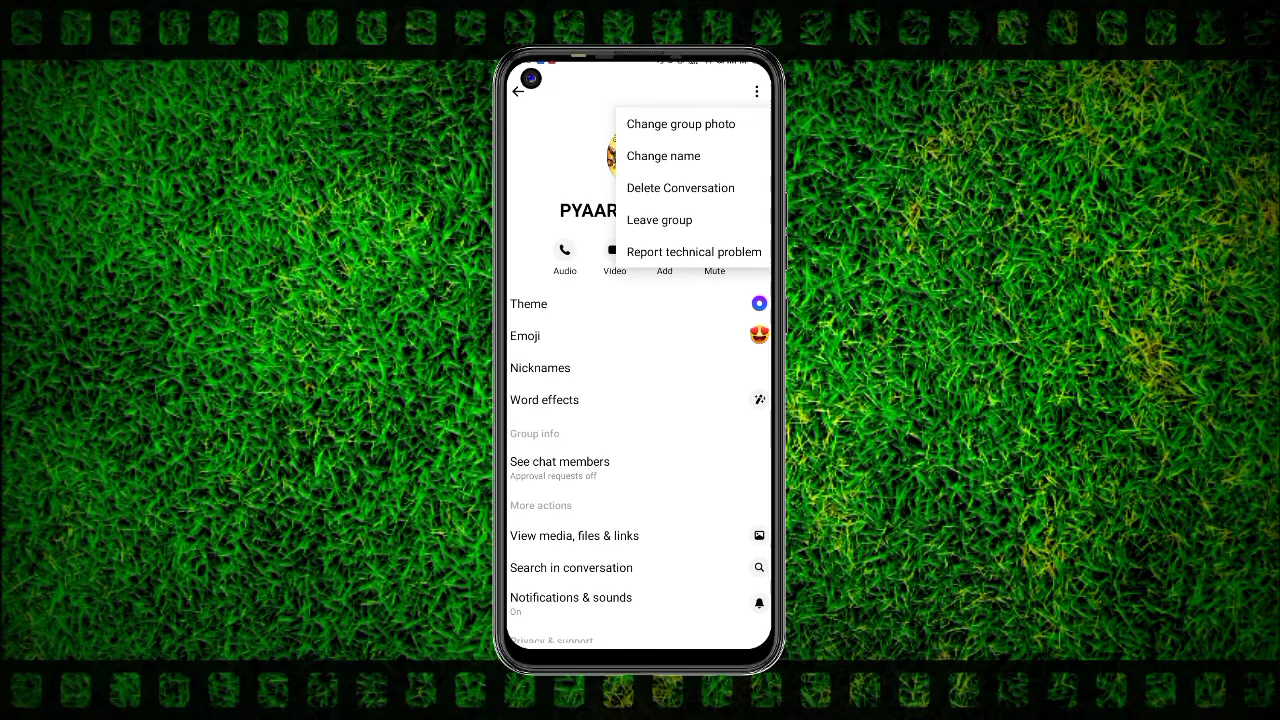 Change group photo
Change name
Delete Conversation
PYAAR
Leave group
Report technical problem
Audio Video Add Mute
Theme
Emoji
Nicknames
Word effects
Group info
See chat members
Approval requests off
More actions
View media, files & links
Search in conversation
Notifications & sounds
On
Privacy & support